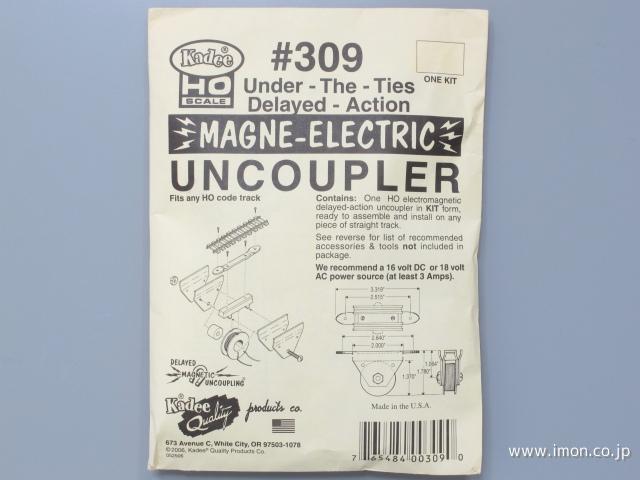 Kadee®
HO
SCALE
#309
ONE KIT
Under - The - Ties
Delayed - Action
MAGNE-ELECTRIC
UNCOUPLER
Fits any HO code track
Contains: One HO electromagnetic
delayed-action uncoupler in KIT form,
ready to assemble and install on any
piece of straight track.
See reverse for list of recommended
accessories & tools not included in
package.
We recommend a 16 volt DC or 18 volt
AC power source (at least 3 Amps).
3.319"
2.515"
2.640"
2.000"
1.375"
1.780"
DELAYED
MAGNETIC
UNCOUPLING
Kadee
Quality
products co.
Made in the U.S.A.
673 Avenue C, White City, OR 97503-1078
©2006, Kadee® Quality Products Co.
7 65484 00309 0
www.imon.co.jp